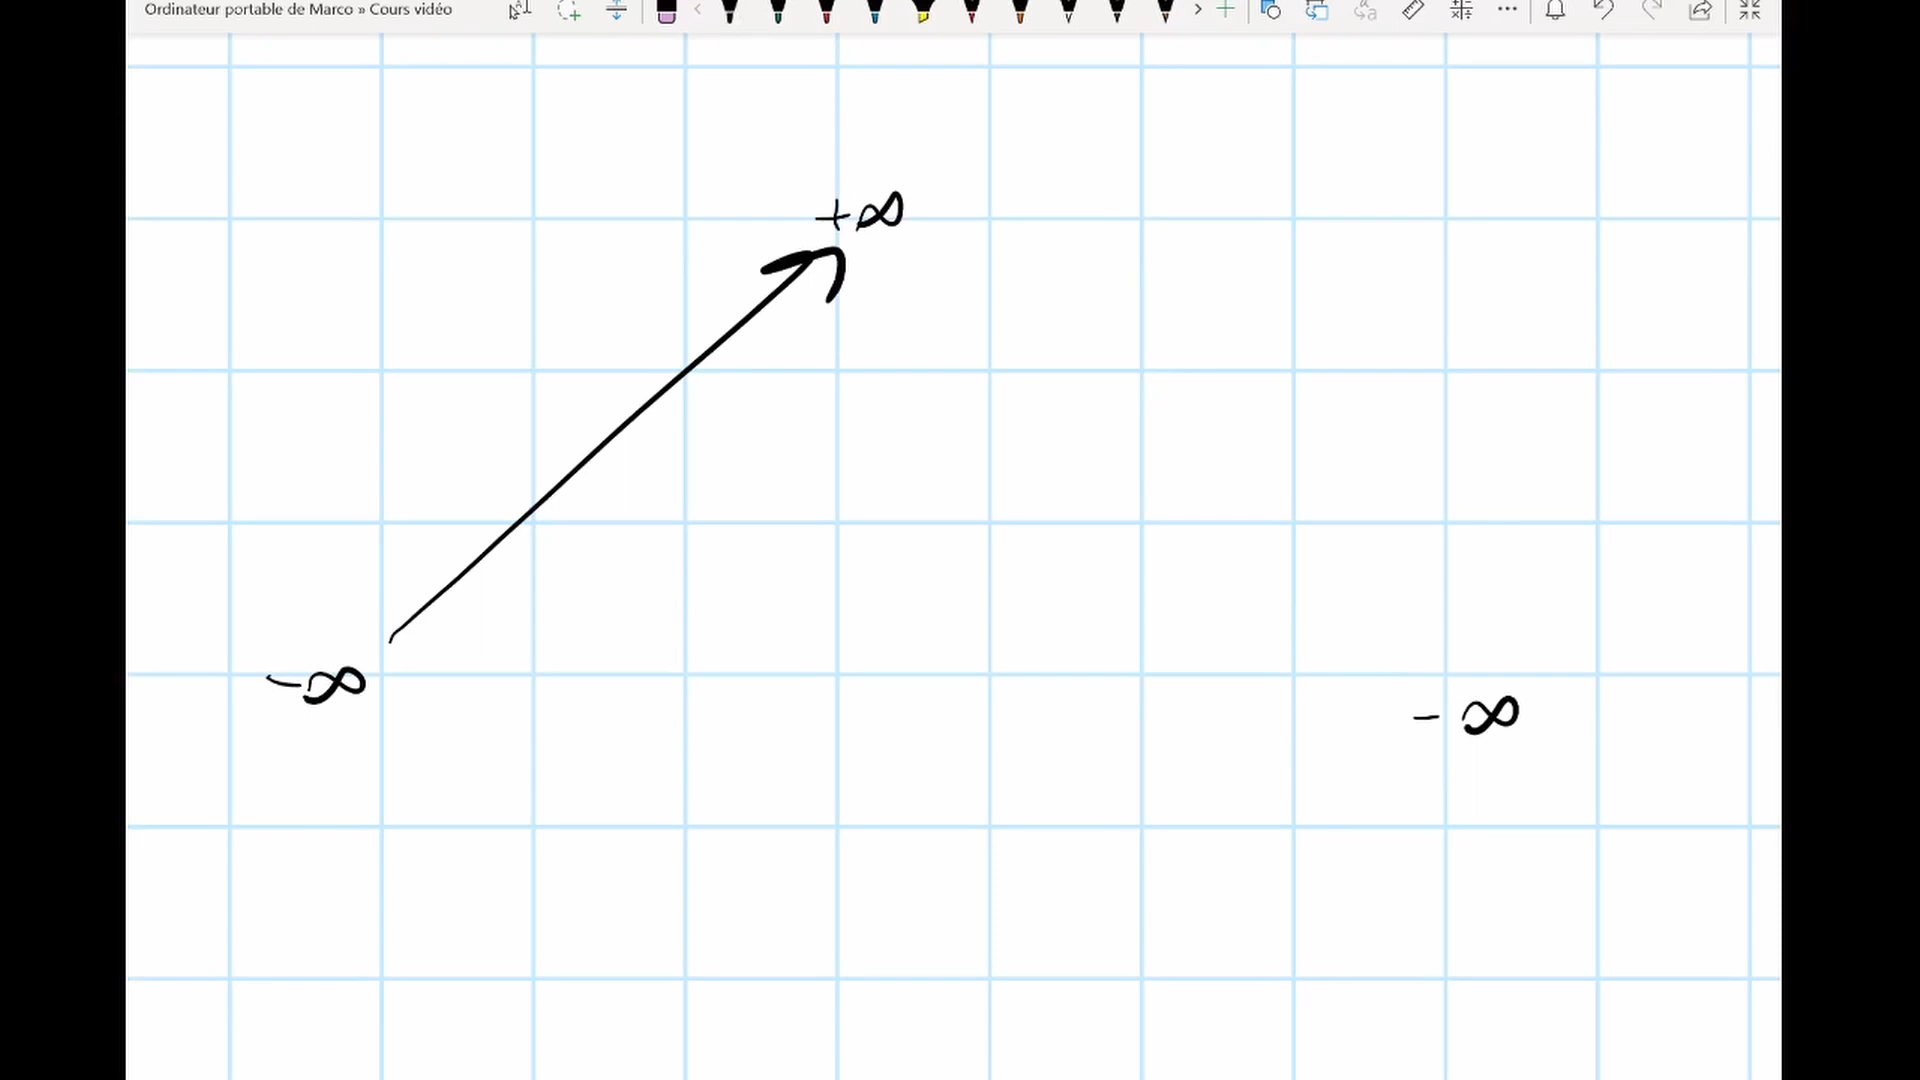 Ordinateur portable de Marco » Cours vidéo
+∞
-∞
- ∞